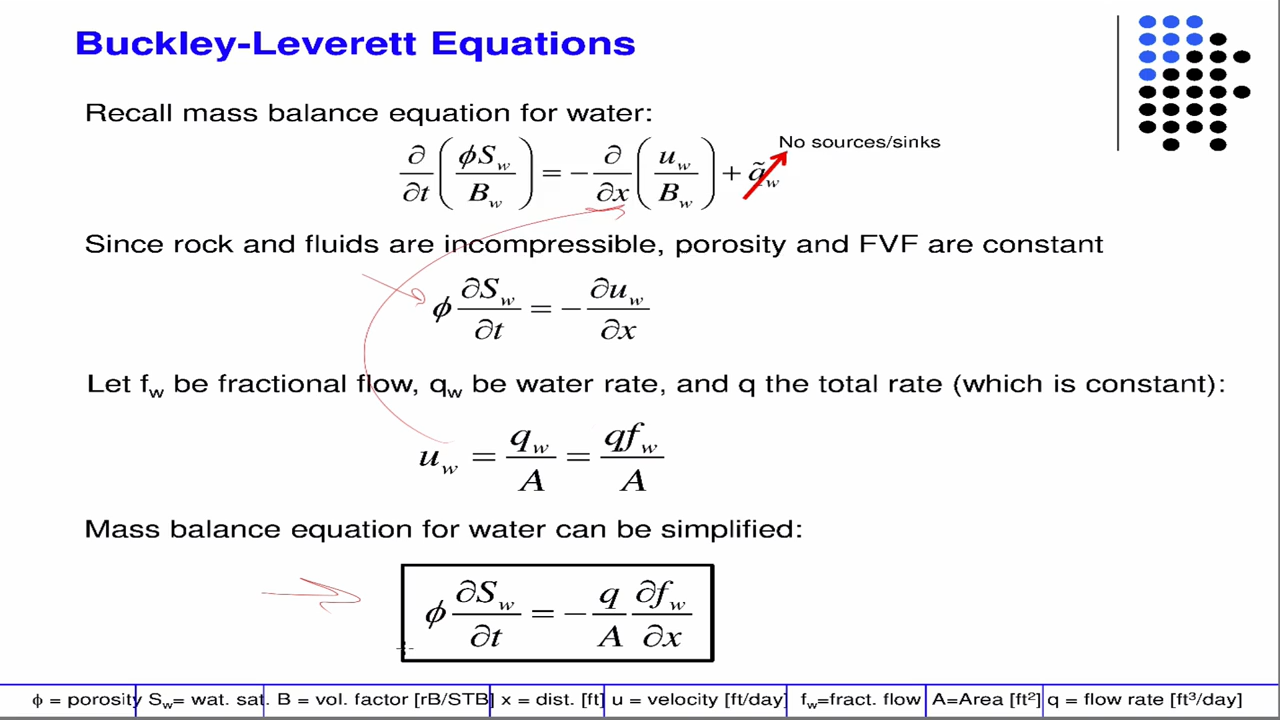 Buckley-Leverett Equations
Recall mass balance equation for water:
No sources/sinks
∂/∂t (ϕS_w / B_w) = − ∂/∂x (u_w / B_w) + q̃_w
Since rock and fluids are incompressible, porosity and FVF are constant
ϕ ∂S_w/∂t = − ∂u_w/∂x
Let f_w be fractional flow, q_w be water rate, and q the total rate (which is constant):
u_w = q_w/A = qf_w/A
Mass balance equation for water can be simplified:
ϕ ∂S_w/∂t = − q/A ∂f_w/∂x
ϕ = porosity S_w= wat. sat. B = vol. factor [rB/STB] x = dist. [ft] u = velocity [ft/day] f_w=fract. flow A=Area [ft²] q = flow rate [ft³/day]